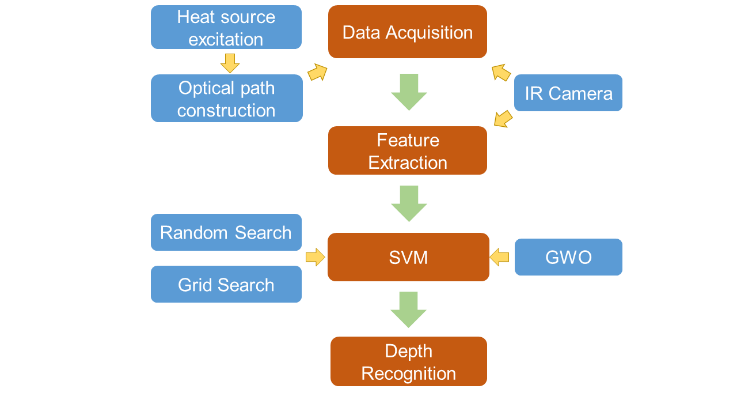 Heat source
excitation
Data Acquisition
Optical path
construction
IR Camera
Feature
Extraction
Random Search
SVM
GWO
Grid Search
Depth
Recognition